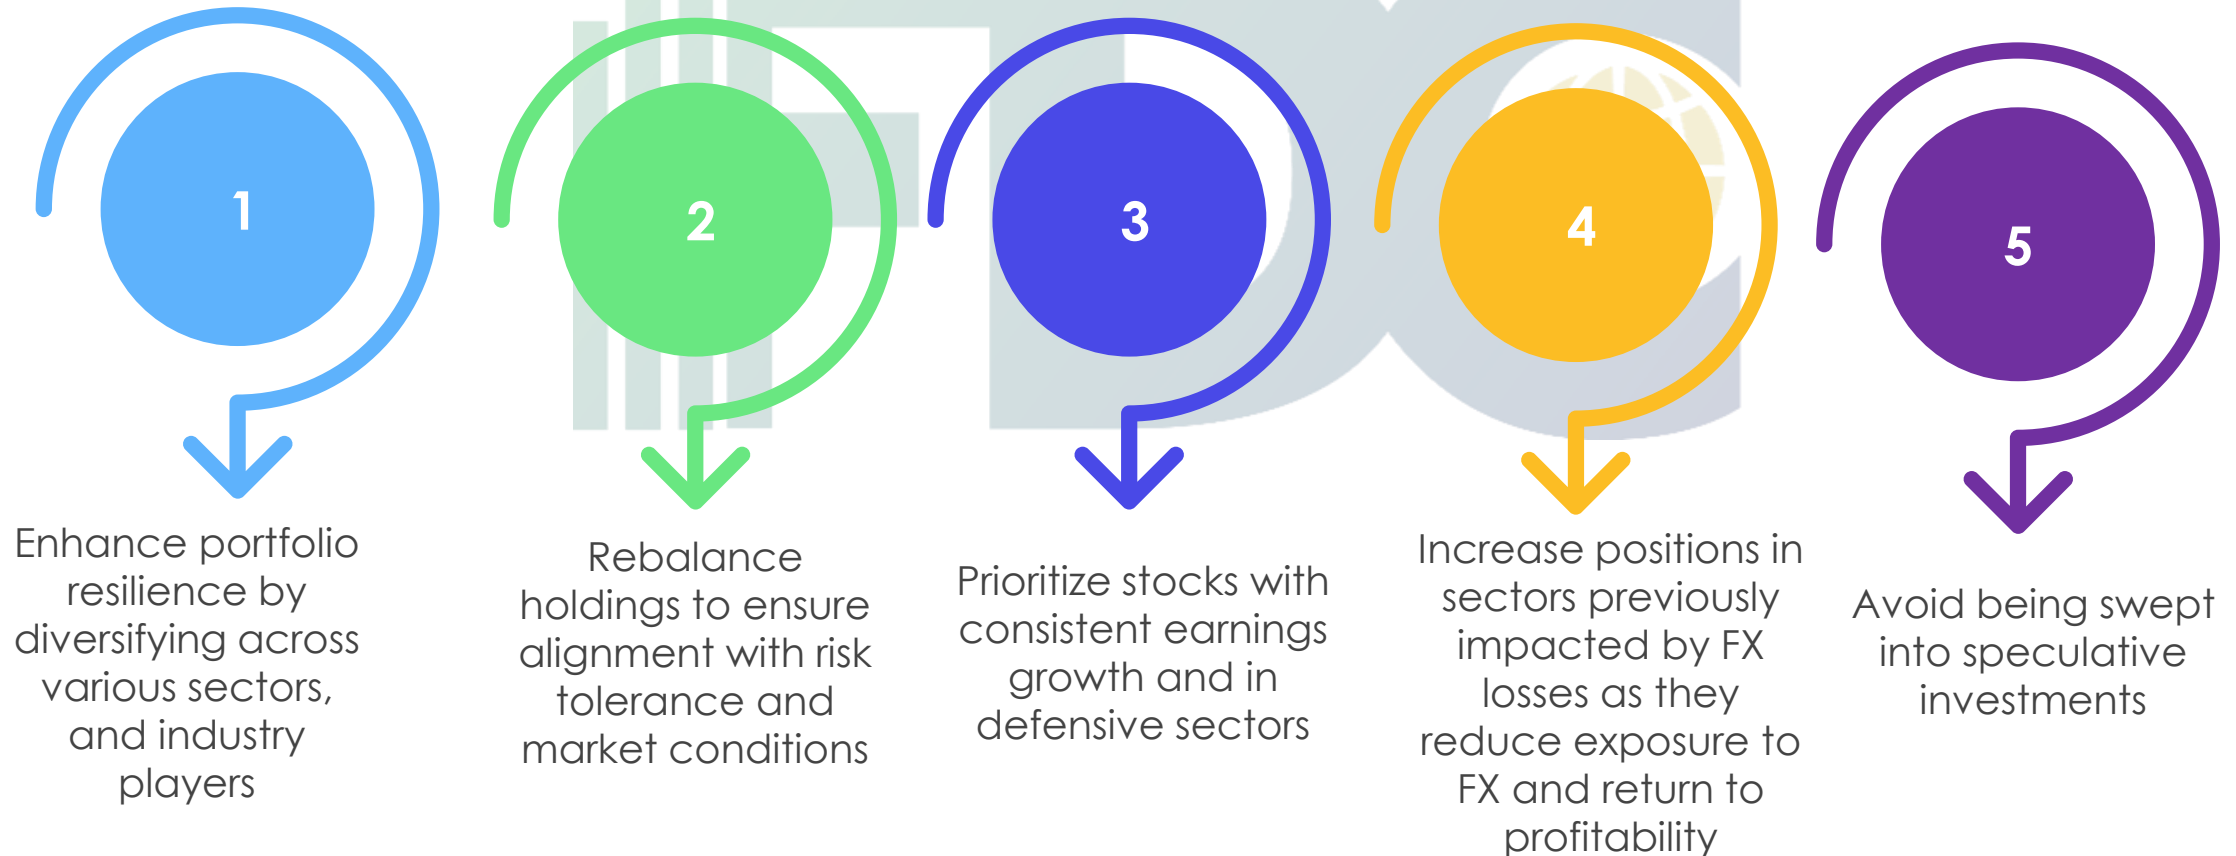 1
Enhance portfolio
resilience by
diversifying across
various sectors,
and industry
players
2
Rebalance
holdings to ensure
alignment with risk
tolerance and
market conditions
3
Prioritize stocks with
consistent earnings
growth and in
defensive sectors
4
Increase positions in
sectors previously
impacted by FX
losses as they
reduce exposure to
FX and return to
profitability
5
Avoid being swept
into speculative
investments
FDC